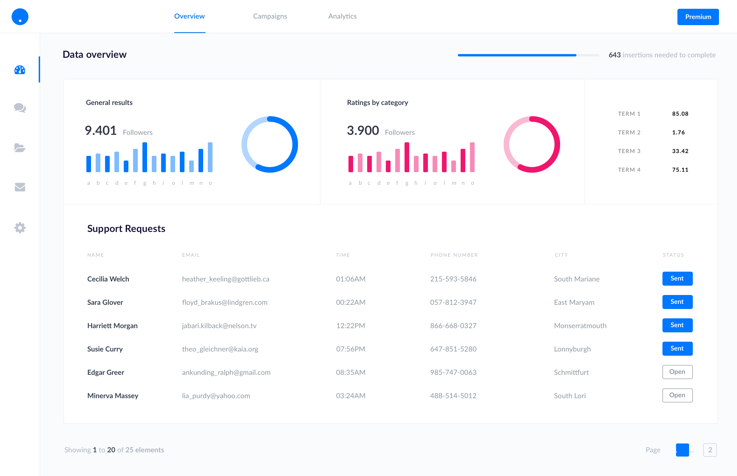 Overview Campaigns Analytics Premium
Data overview 643 insertions needed to complete
General results
9.401 Followers
a b c d e f g h i o l m n o
Ratings by category
3.900 Followers
a b c d e f g h i o l m n o
TERM 1 85.08
TERM 2 1.76
TERM 3 33.42
TERM 4 75.11
Support Requests
NAME EMAIL TIME PHONE NUMBER CITY STATUS
Cecilia Welch heather_keeling@gottlieb.ca 01:06AM 215-593-5846 South Mariane Sent
Sara Glover floyd_brakus@lindgren.com 00:22AM 057-812-3947 East Maryam Sent
Harriett Morgan jabari.kilback@nelson.tv 12:22PM 866-668-0327 Monserratmouth Sent
Susie Curry theo_gleichner@kaia.org 07:56PM 647-851-5280 Lonnyburgh Sent
Edgar Greer ankunding_ralph@gmail.com 08:35AM 985-747-0063 Schmittfurt Open
Minerva Massey lia_purdy@yahoo.com 03:24AM 488-514-5012 South Lori Open
Showing 1 to 20 of 25 elements Page 2